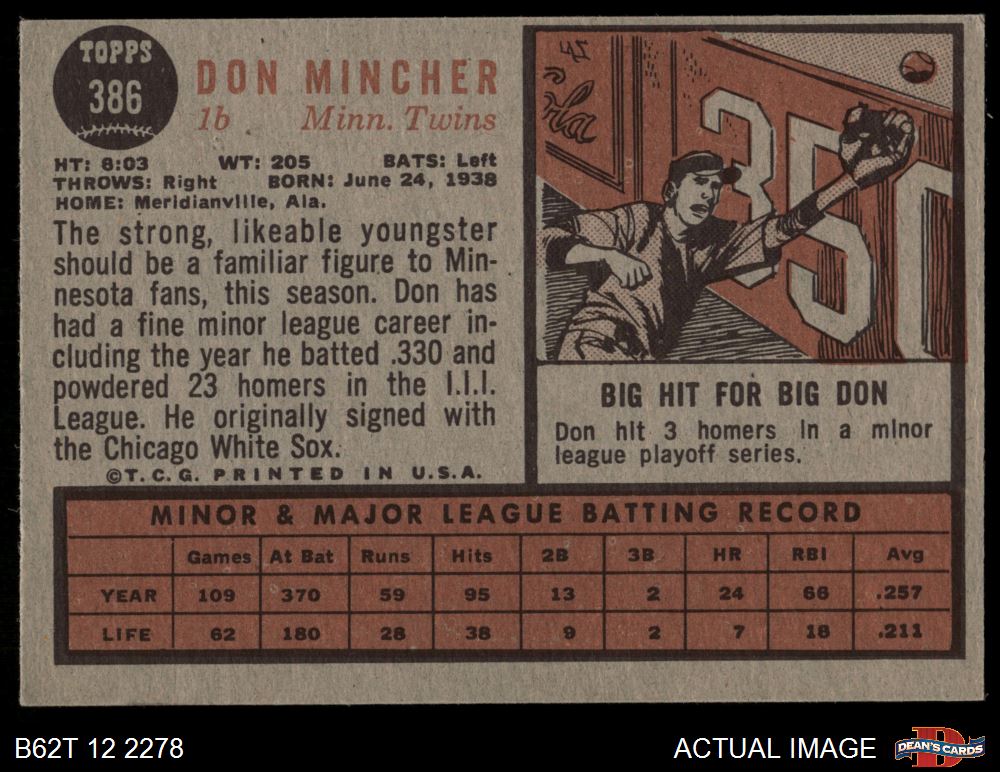 TOPPS
386
DON MINCHER
1b Minn. Twins
HT: 6:03 WT: 205 BATS: Left
THROWS: Right BORN: June 24, 1938
HOME: Meridianville, Ala.
The strong, likeable youngster
should be a familiar figure to Min-
nesota fans, this season. Don has
had a fine minor league career in-
cluding the year he batted .330 and
powdered 23 homers in the I.I.I.
League. He originally signed with
the Chicago White Sox.
©T.C.G. PRINTED IN U.S.A.
350
BIG HIT FOR BIG DON
Don hit 3 homers in a minor
league playoff series.
MINOR & MAJOR LEAGUE BATTING RECORD
Games At Bat Runs Hits 2B 3B HR RBI Avg
YEAR 109 370 59 95 13 2 24 66 .257
LIFE 62 180 28 38 9 2 7 18 .211
B62T 12 2278
ACTUAL IMAGE
D
DEAN'S CARDS